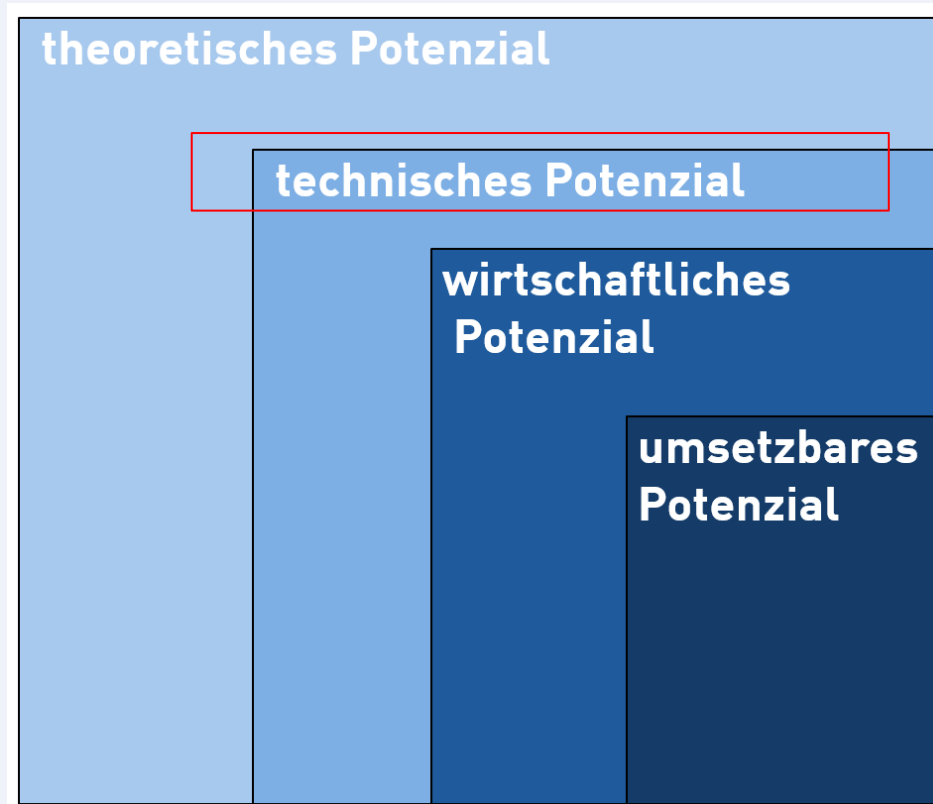 theoretisches Potenzial
technisches Potenzial
wirtschaftliches
Potenzial
umsetzbares
Potenzial